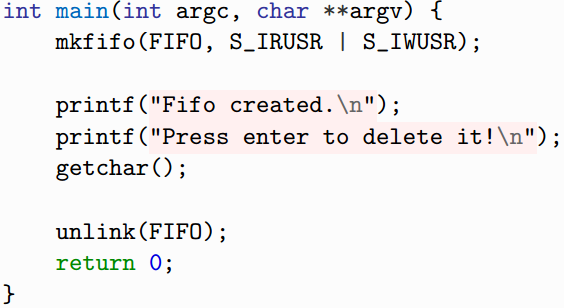 int main(int argc, char **argv) {
    mkfifo(FIFO, S_IRUSR | S_IWUSR);

    printf("Fifo created.\n");
    printf("Press enter to delete it!\n");
    getchar();

    unlink(FIFO);
    return 0;
}